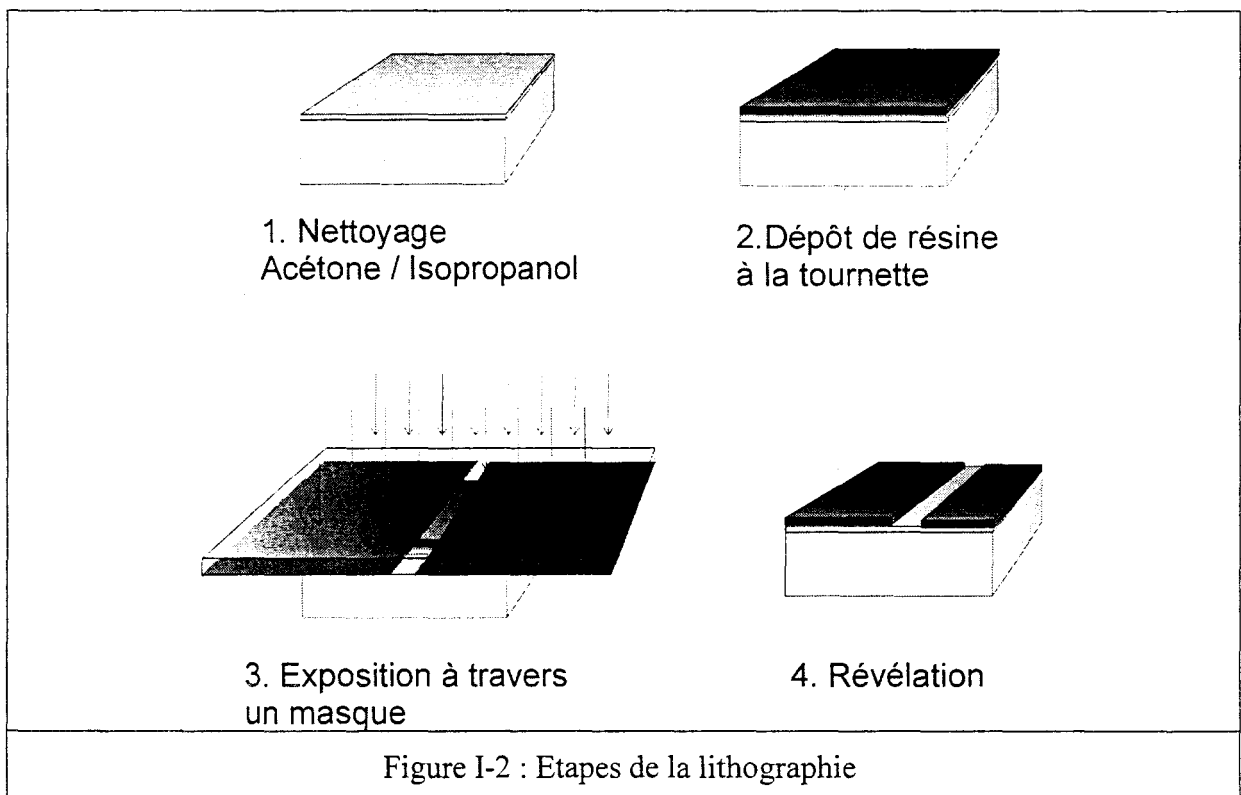 1. Nettoyage
Acétone / Isopropanol
2.Dépôt de résine
à la tournette
3. Exposition à travers
un masque
4. Révélation
Figure I-2 : Etapes de la lithographie